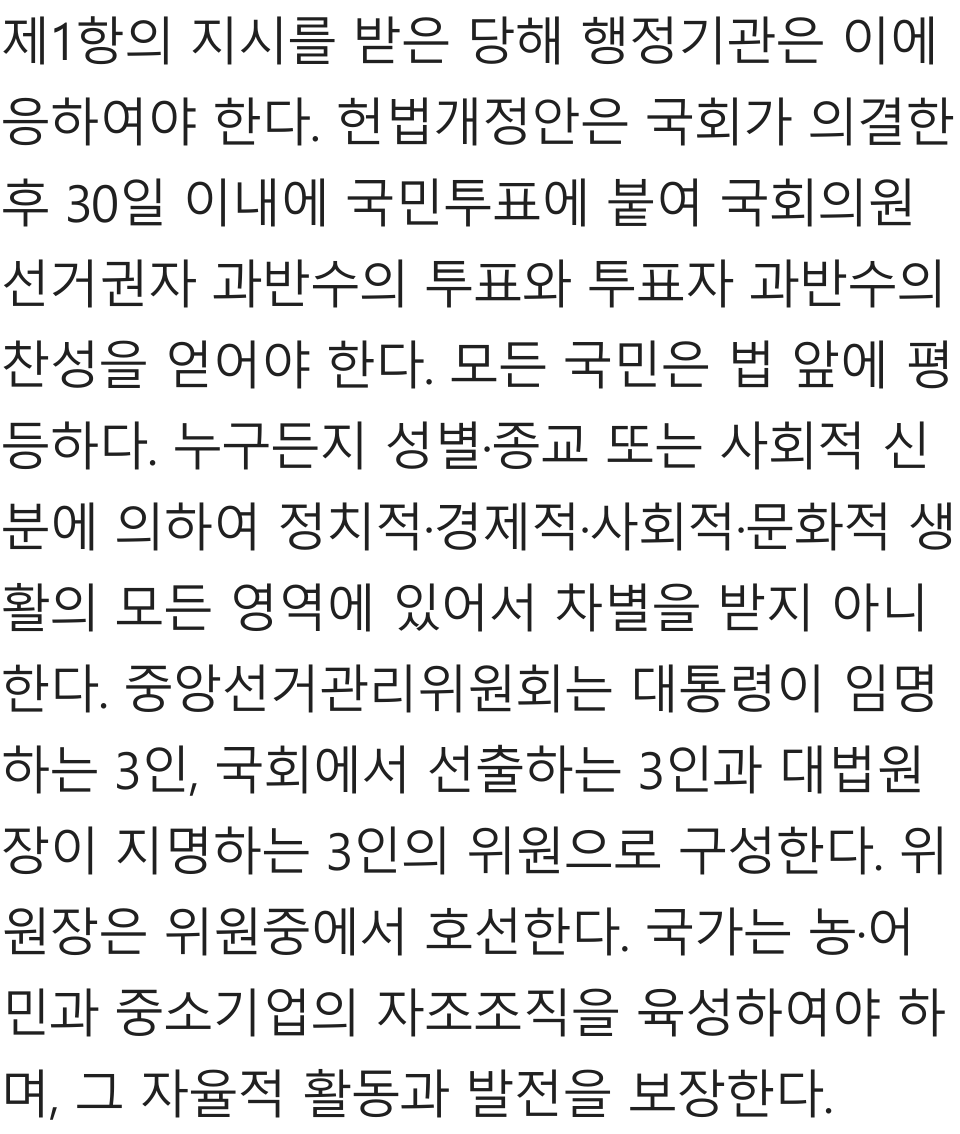 제1항의 지시를 받은 당해 행정기관은 이에
응하여야 한다. 헌법개정안은 국회가 의결한
후 30일 이내에 국민투표에 붙여 국회의원
선거권자 과반수의 투표와 투표자 과반수의
찬성을 얻어야 한다. 모든 국민은 법 앞에 평
등하다. 누구든지 성별·종교 또는 사회적 신
분에 의하여 정치적·경제적·사회적·문화적 생
활의 모든 영역에 있어서 차별을 받지 아니
한다. 중앙선거관리위원회는 대통령이 임명
하는 3인, 국회에서 선출하는 3인과 대법원
장이 지명하는 3인의 위원으로 구성한다. 위
원장은 위원중에서 호선한다. 국가는 농·어
민과 중소기업의 자조조직을 육성하여야 하
며, 그 자율적 활동과 발전을 보장한다.